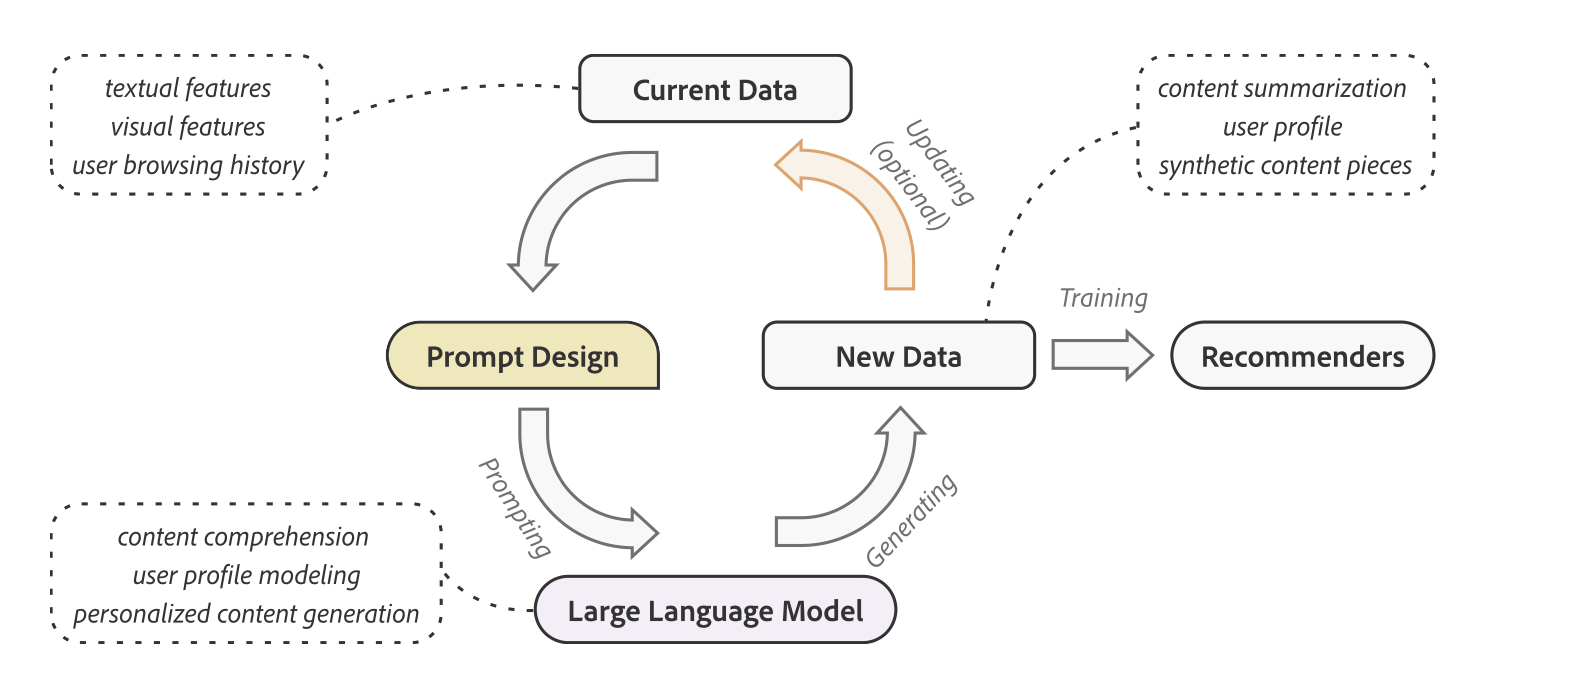 textual features
visual features
user browsing history
Current Data
content summarization
user profile
synthetic content pieces
Updating
(optional)
Prompt Design
New Data
Training
Recommenders
Prompting
Generating
content comprehension
user profile modeling
personalized content generation
Large Language Model